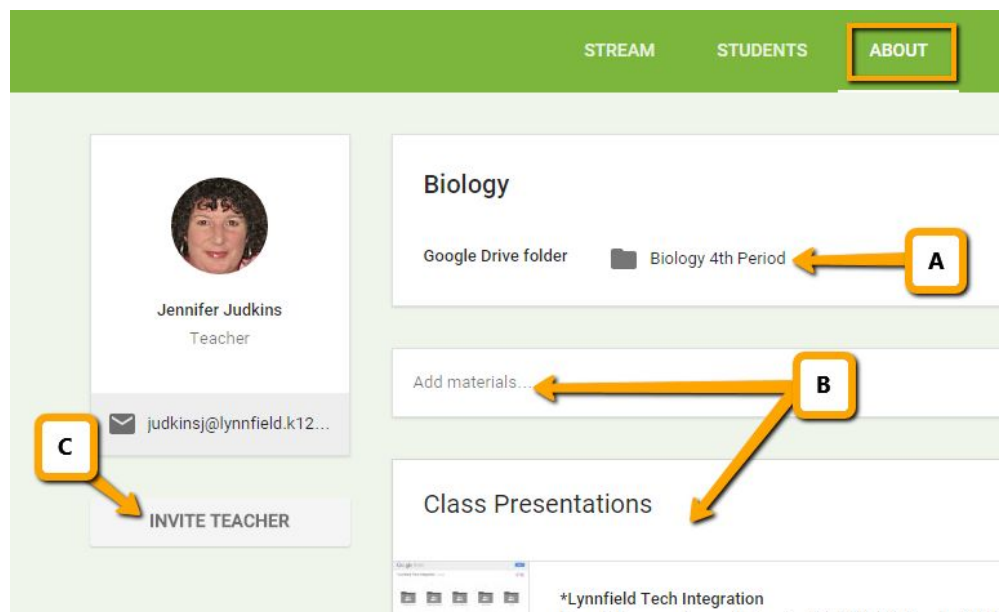 STREAM STUDENTS ABOUT
Biology
Google Drive folder Biology 4th Period
A
Jennifer Judkins
Teacher
Add materials...
B
judkinsj@lynnfield.k12...
C
INVITE TEACHER
Class Presentations
*Lynnfield Tech Integration